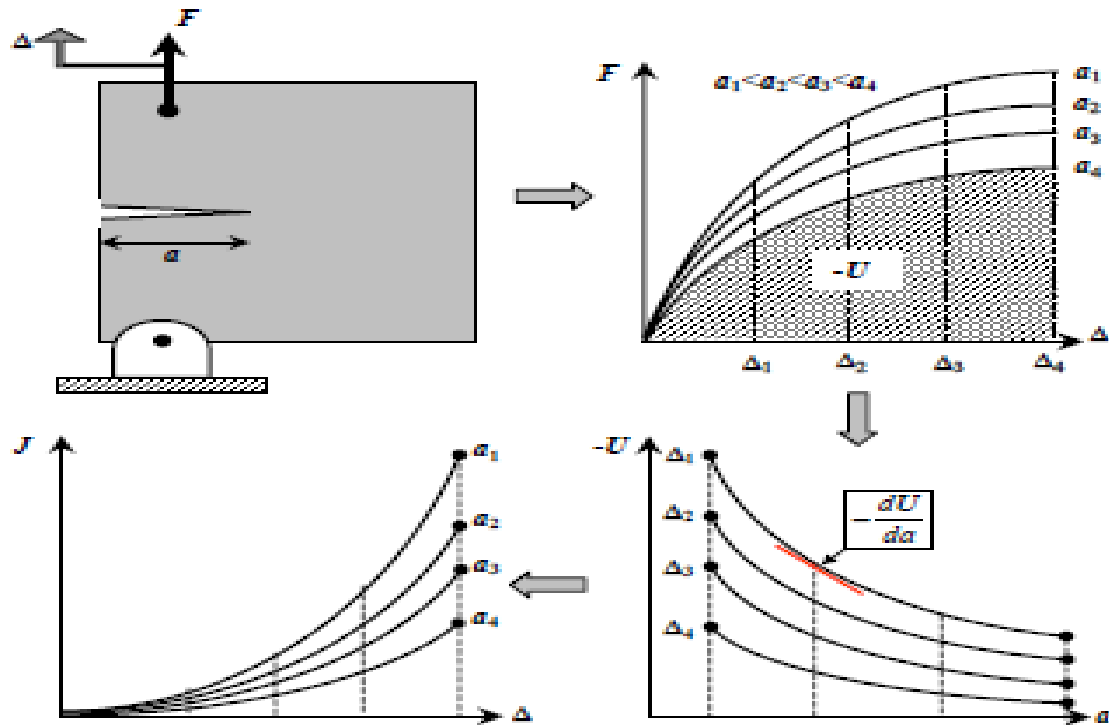 Δ
F
a
F
a₁<a₂<a₃<a₄
a₁
a₂
a₃
a₄
-U
Δ
Δ₁ Δ₂ Δ₃ Δ₄
J
a₁
a₂
a₃
a₄
Δ
-U
Δ₁
Δ₂
Δ₃
Δ₄
-dU/da
a